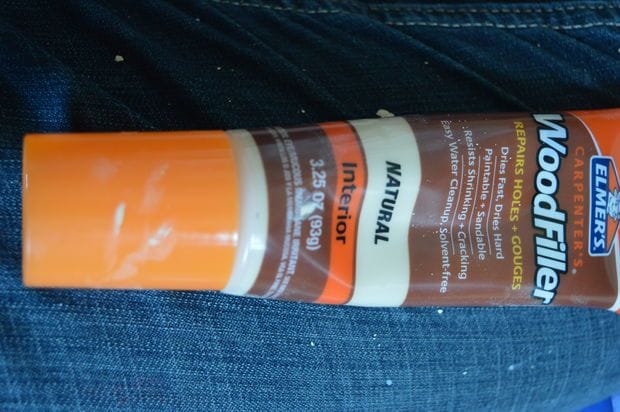 ELMER'S
CARPENTER'S®
WoodFiller
REPAIRS HOLES + GOUGES
Dries Fast, Dries Hard
Paintable + Sandable
Resists Shrinking + Cracking
Easy Water Cleanup, Solvent-free
NATURAL
Interior
3.25 OZ (93g)